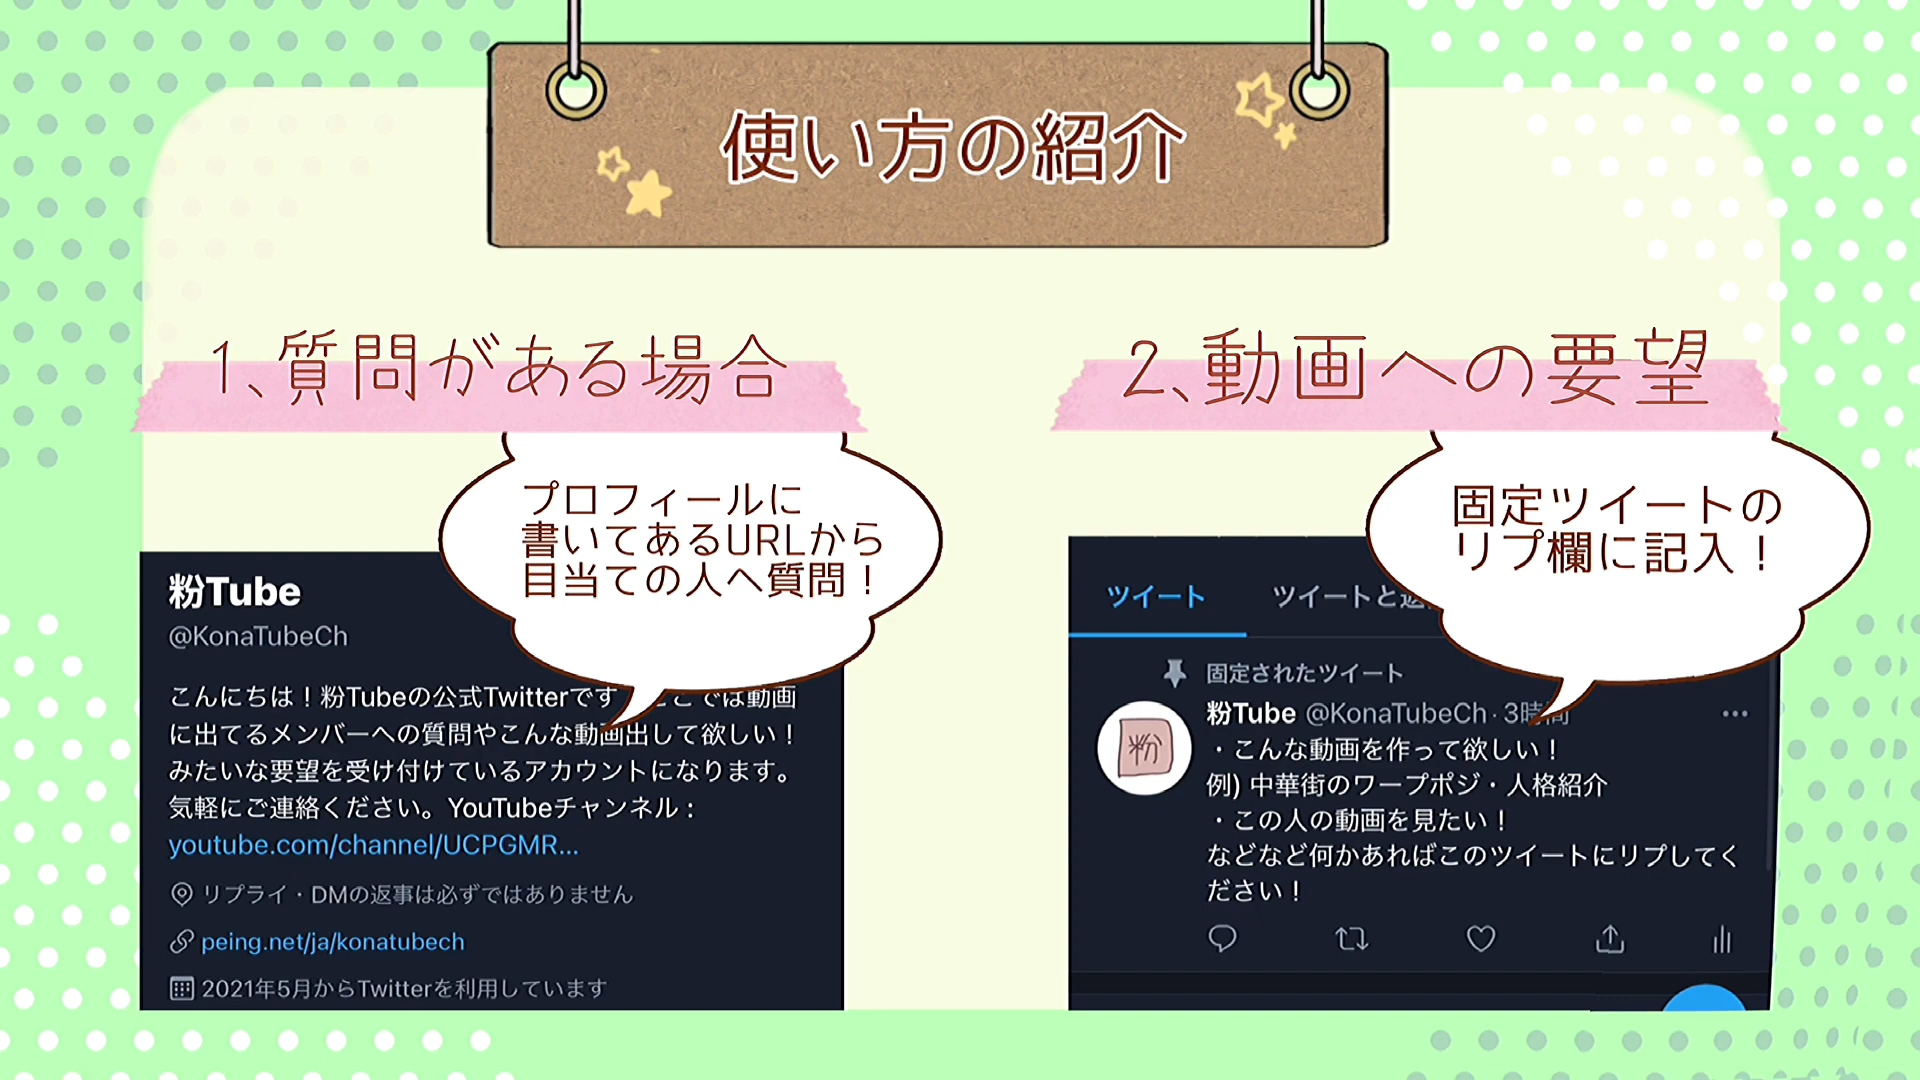 使い方の紹介
1、質問がある場合
プロフィールに
書いてあるURLから
目当ての人へ質問！
粉Tube
@KonaTubeCh
こんにちは！粉Tubeの公式Twitterです ここでは動画
に出てるメンバーへの質問やこんな動画出して欲しい！
みたいな要望を受け付けているアカウントになります。
気軽にご連絡ください。YouTubeチャンネル：
youtube.com/channel/UCPGMR...
リプライ・DMの返事は必ずではありません
peing.net/ja/konatubech
2021年5月からTwitterを利用しています
2、動画への要望
固定ツイートの
リプ欄に記入！
ツイート ツイートと返
固定されたツイート
粉Tube @KonaTubeCh · 3時間
・こんな動画を作って欲しい！
例) 中華街のワープポジ・人格紹介
・この人の動画を見たい！
などなど何かあればこのツイートにリプしてく
ださい！
粉